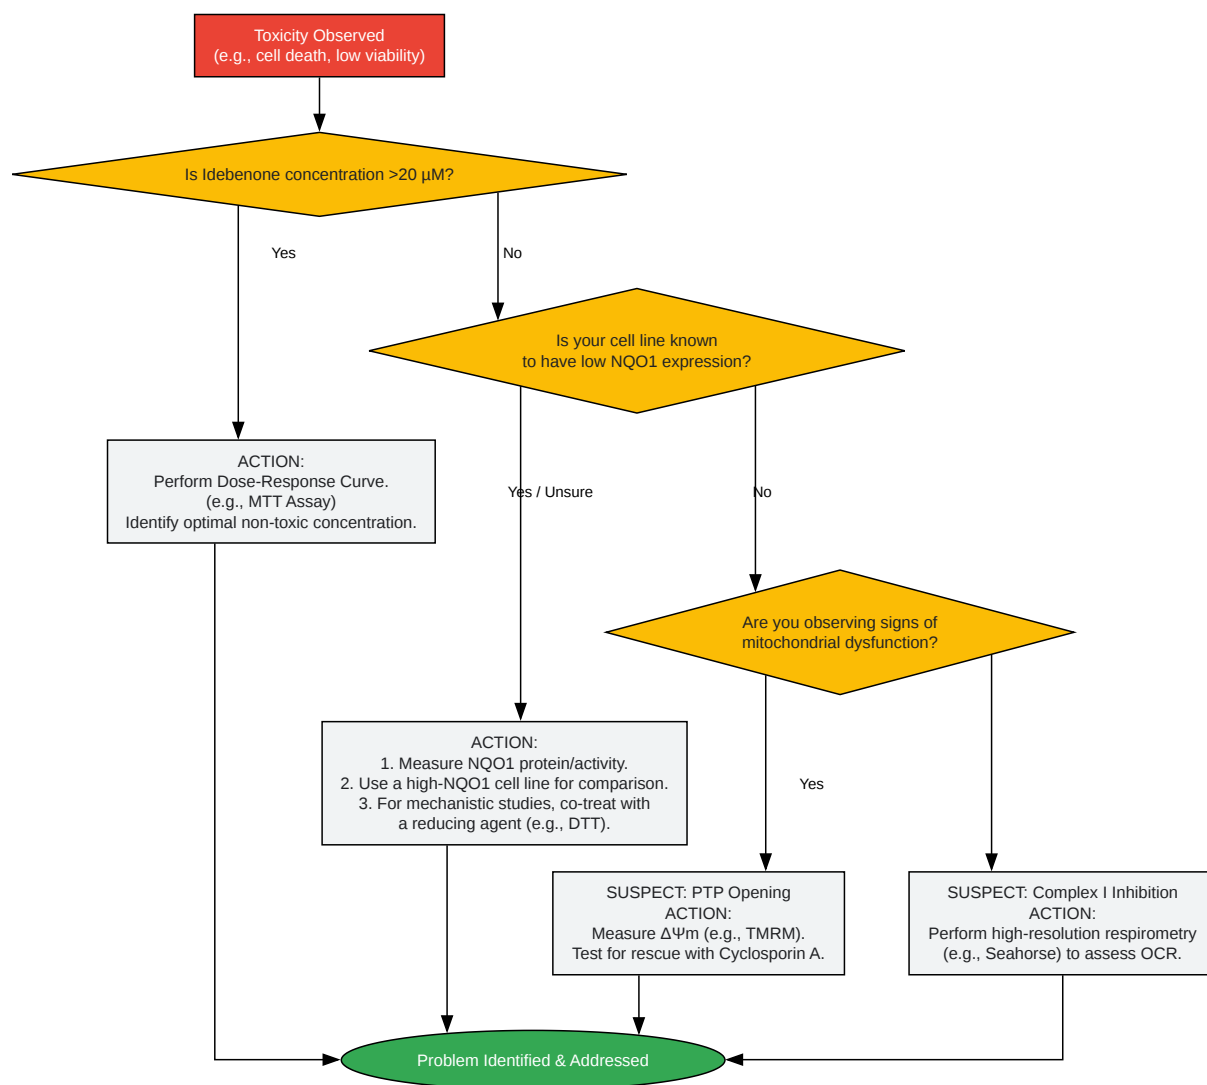 Toxicity Observed
(e.g., cell death, low viability)
Is Idebenone concentration >20 µM?
Yes
No
Is your cell line known
to have low NQO1 expression?
ACTION:
Perform Dose-Response Curve.
(e.g., MTT Assay)
Identify optimal non-toxic concentration.
Yes / Unsure
No
Are you observing signs of
mitochondrial dysfunction?
ACTION:
1. Measure NQO1 protein/activity.
2. Use a high-NQO1 cell line for comparison.
3. For mechanistic studies, co-treat with
a reducing agent (e.g., DTT).
Yes
SUSPECT: PTP Opening
ACTION:
Measure ΔΨm (e.g., TMRM).
Test for rescue with Cyclosporin A.
SUSPECT: Complex I Inhibition
ACTION:
Perform high-resolution respirometry
(e.g., Seahorse) to assess OCR.
Problem Identified & Addressed